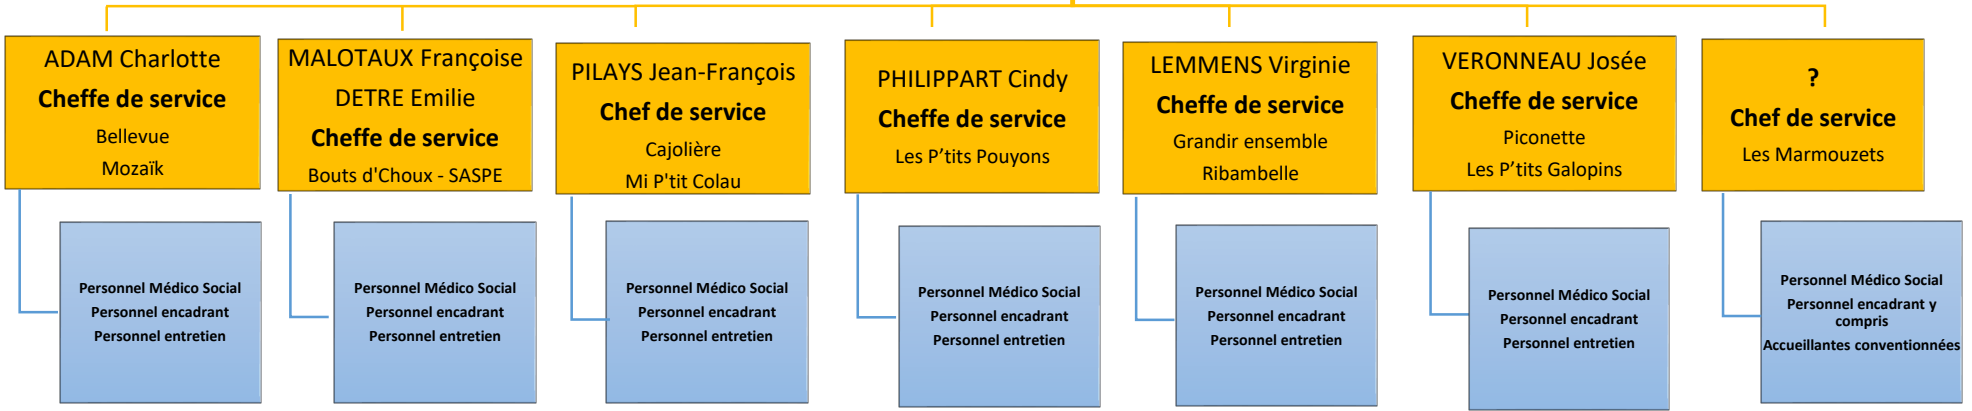 ADAM Charlotte
Cheffe de service
Bellevue
Mozaïk
MALOTAUX Françoise
DETRE Emilie
Cheffe de service
Bouts d'Choux - SASPE
PILAYS Jean-François
Chef de service
Cajolière
Mi P'tit Colau
PHILIPPART Cindy
Cheffe de service
Les P’tits Pouyons
LEMMENS Virginie
Cheffe de service
Grandir ensemble
Ribambelle
VERONNEAU Josée
Cheffe de service
Piconette
Les P’tits Galopins
?
Chef de service
Les Marmouzets
Personnel Médico Social
Personnel encadrant
Personnel entretien
Personnel Médico Social
Personnel encadrant
Personnel entretien
Personnel Médico Social
Personnel encadrant
Personnel entretien
Personnel Médico Social
Personnel encadrant
Personnel entretien
Personnel Médico Social
Personnel encadrant
Personnel entretien
Personnel Médico Social
Personnel encadrant
Personnel entretien
Personnel Médico Social
Personnel encadrant y
compris
Accueillantes conventionnées